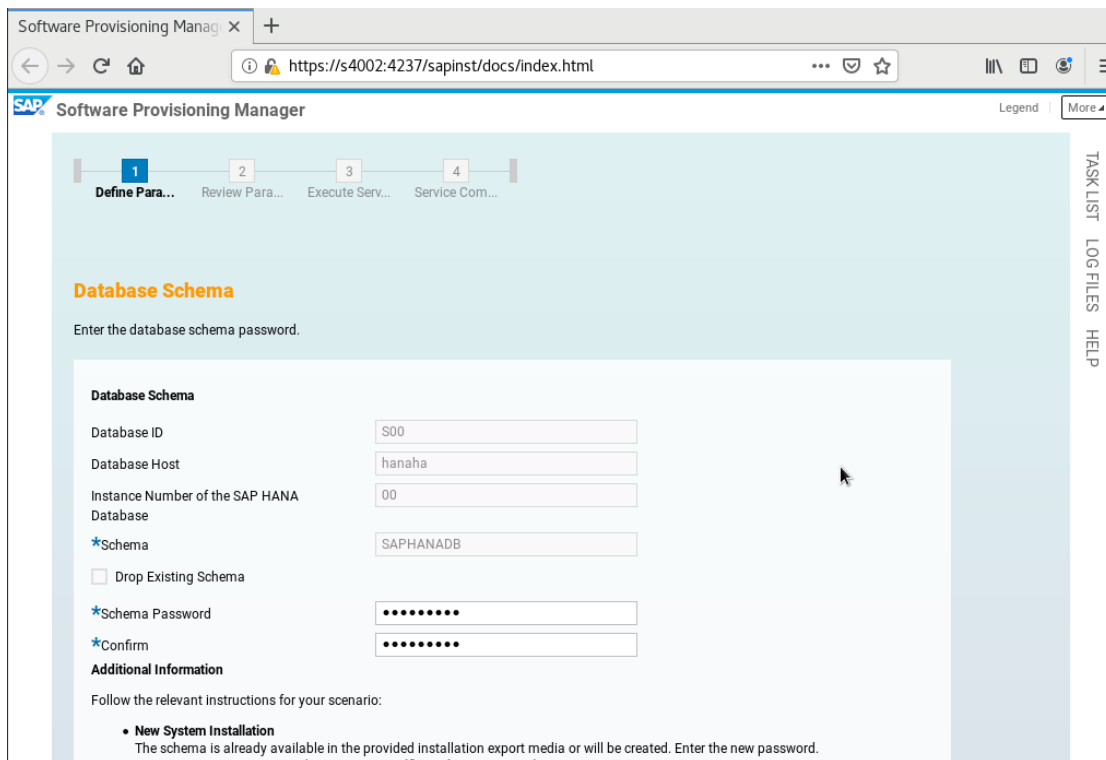 Software Provisioning Manag
https://s4002:4237/sapinst/docs/index.html
SAP Software Provisioning Manager
Legend
More
1
2
3
4
Define Para...
Review Para...
Execute Serv...
Service Com...
TASK LIST
LOG FILES
HELP
Database Schema
Enter the database schema password.
Database Schema
Database ID
S00
Database Host
hanaha
Instance Number of the SAP HANA
Database
00
*Schema
SAPHANADB
Drop Existing Schema
*Schema Password
•••••••••
*Confirm
•••••••••
Additional Information
Follow the relevant instructions for your scenario:
• New System Installation
The schema is already available in the provided installation export media or will be created. Enter the new password.